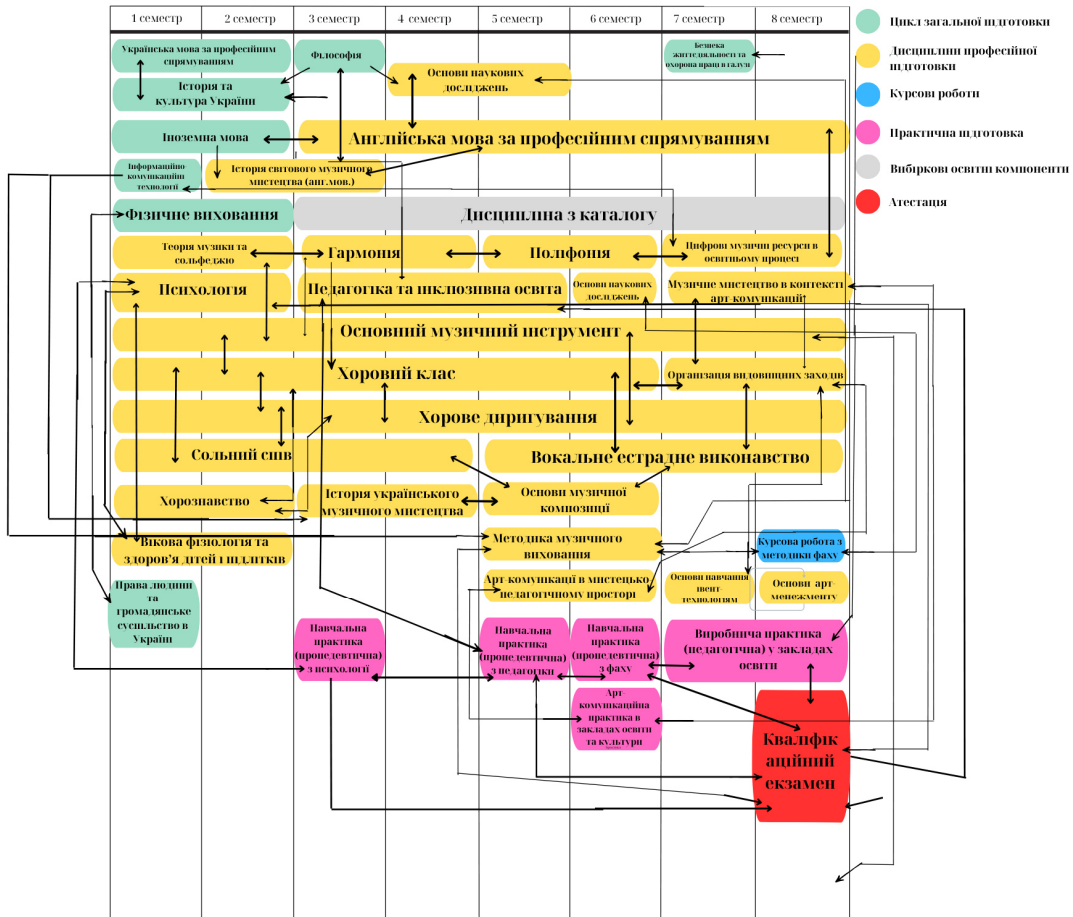 1 семестр
2 семестр
3 семестр
4 семестр
5 семестр
6 семестр
7 семестр
8 семестр
Цикл загальної підготовки
Дисципліни професійної
підготовки
Курсові роботи
Практична підготовка
Вибіркові освітні компоненти
Атестація
Українська мова за професійним
спрямуванням
Філософія
Безпека
життєдіяльності та
охорона праці в галузі
Історія та
культура України
Основи наукових
досліджень
Іноземна мова
Англійська мова за професійним спрямуванням
Інформаційно-
комунікаційні
технології
Історія світового музичного
мистецтва (англ.мов.)
Фізичне виховання
Дисципліна з каталогу
Теорія музики та
сольфеджіо
Гармонія
Поліфонія
Цифрові музичні ресурси в
освітньому процесі
Психологія
Педагогіка та інклюзивна освіта
Основи наукових
досліджень
Музичне мистецтво в контексті
арт-комунікацій
Основний музичний інструмент
Хоровий клас
Організація видовищних заходів
Хорове диригування
Сольний спів
Вокальне естрадне виконавство
Хорознавство
Історія українського
музичного мистецтва
Основи музичної
композиції
Вікова фізіологія та
здоров'я дітей і підлітків
Методика музичного
виховання
Курсова робота з
методики фаху
Арт-комунікації в мистецько-
педагогічному просторі
Основи навчання
івент-
технологіям
Основи арт-
менежменту
Права людини
та
громадянське
суспільство в
Україні
Навчальна
практика
(пропедевтична)
з психології
Навчальна
практика
(пропедевтична)
з педагогіки
Навчальна
практика
(пропедевтична)
з фаху
Виробнича практика
(педагогічна) у закладах
освіти
Арт-
комунікаційна
практика в
закладах освіти
та культури
Кваліфік
аційний
екзамен